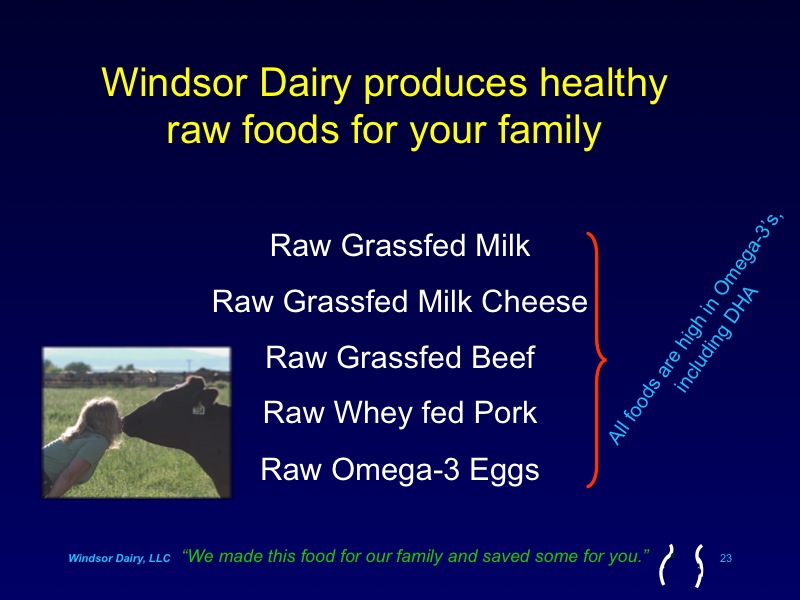 Windsor Dairy produces healthy
raw foods for your family
Raw Grassfed Milk
Raw Grassfed Milk Cheese
Raw Grassfed Beef
Raw Whey fed Pork
Raw Omega-3 Eggs
All foods are high in Omega-3’s,
including DHA
Windsor Dairy, LLC
“We made this food for our family and saved some for you.”
23